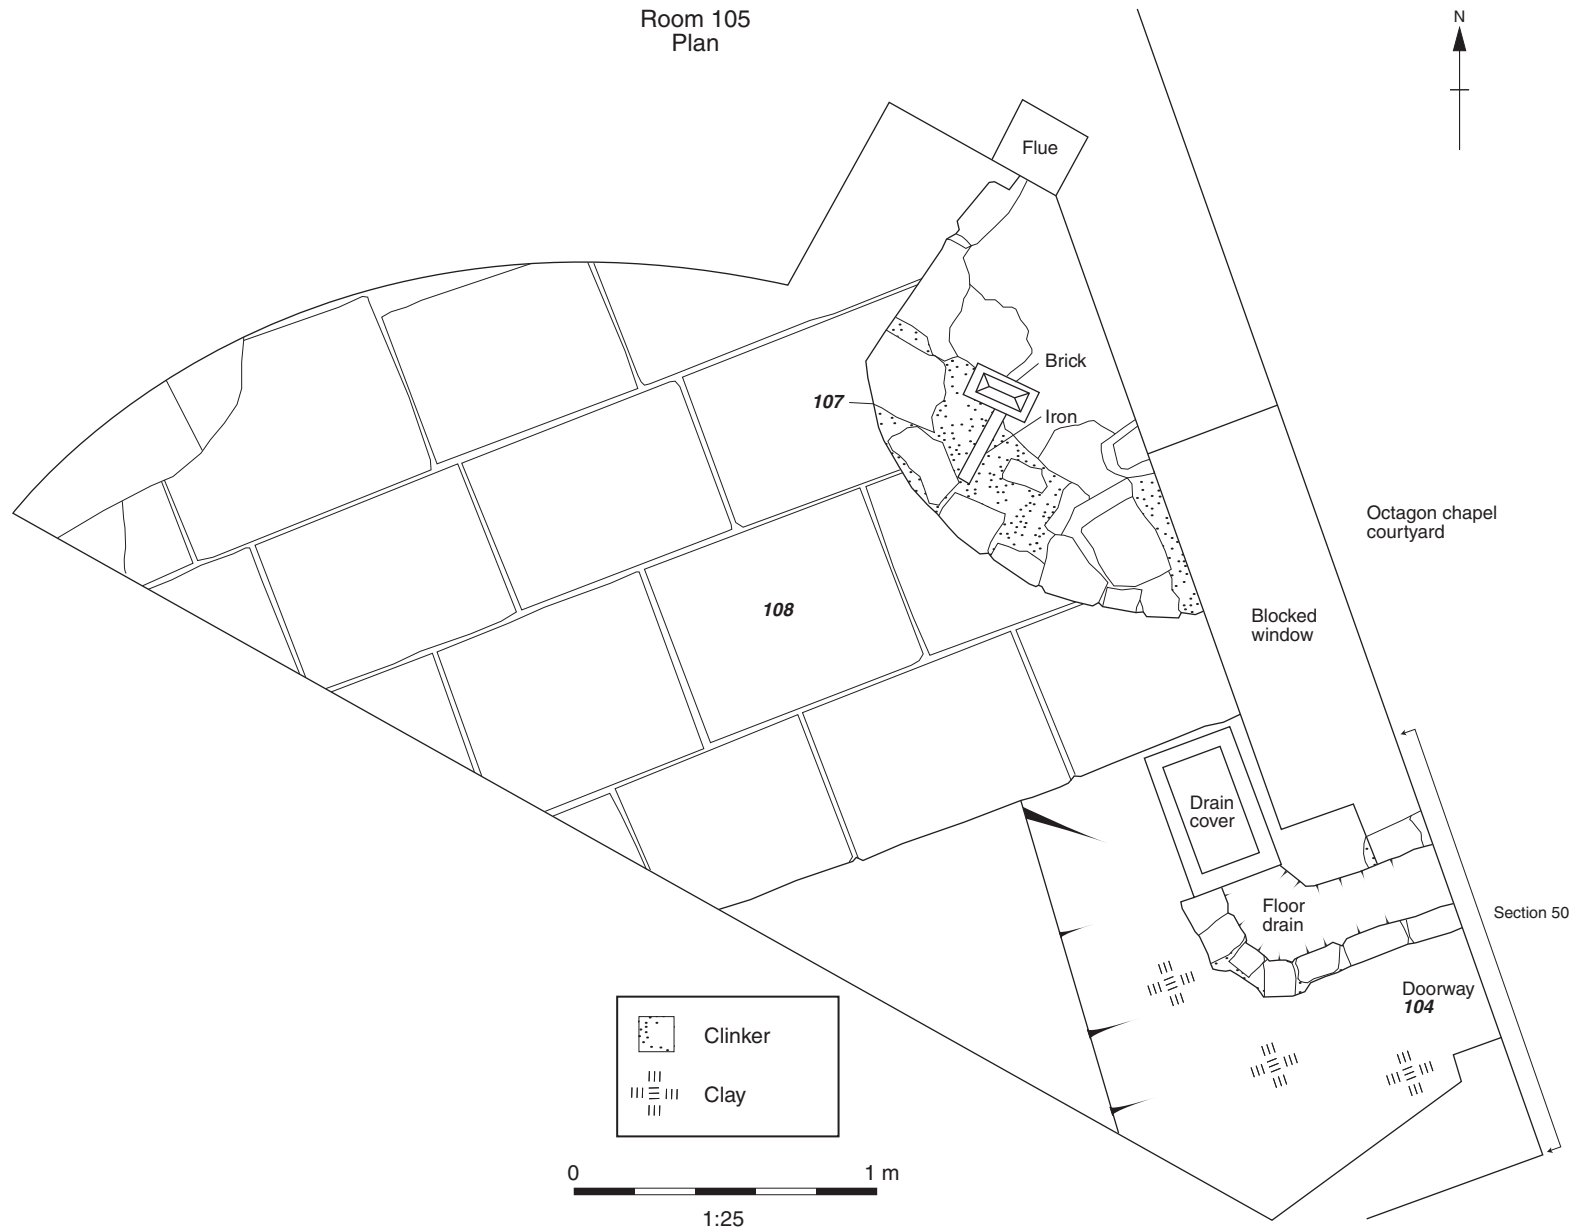 Room 105
Plan
N
Flue
Brick
107
Iron
Octagon chapel
courtyard
108
Blocked
window
Drain
cover
Floor
drain
Section 50
Doorway
104
Clinker
Clay
0 1 m
1:25